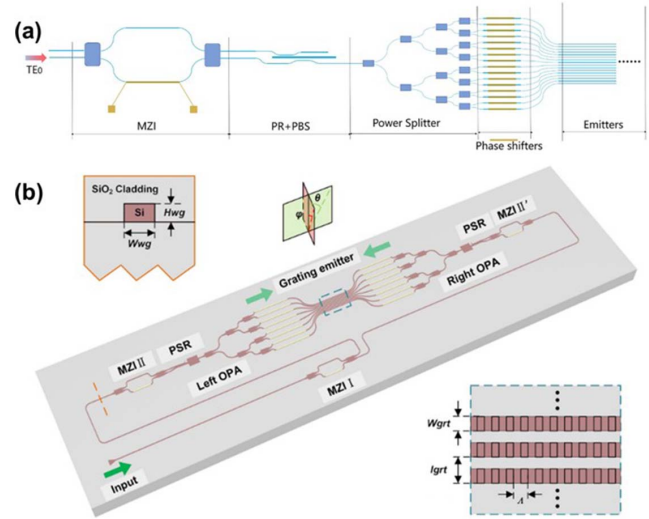 (a)
TE0
MZI
PR+PBS
Power Splitter
Phase shifters
Emitters
(b)
SiO2 Cladding
Si
Hwg
Wwg
θ
φ
Grating emitter
PSR
MZI II'
Right OPA
MZI II
PSR
Left OPA
MZI I
Input
Wgrt
Igrt
Λ